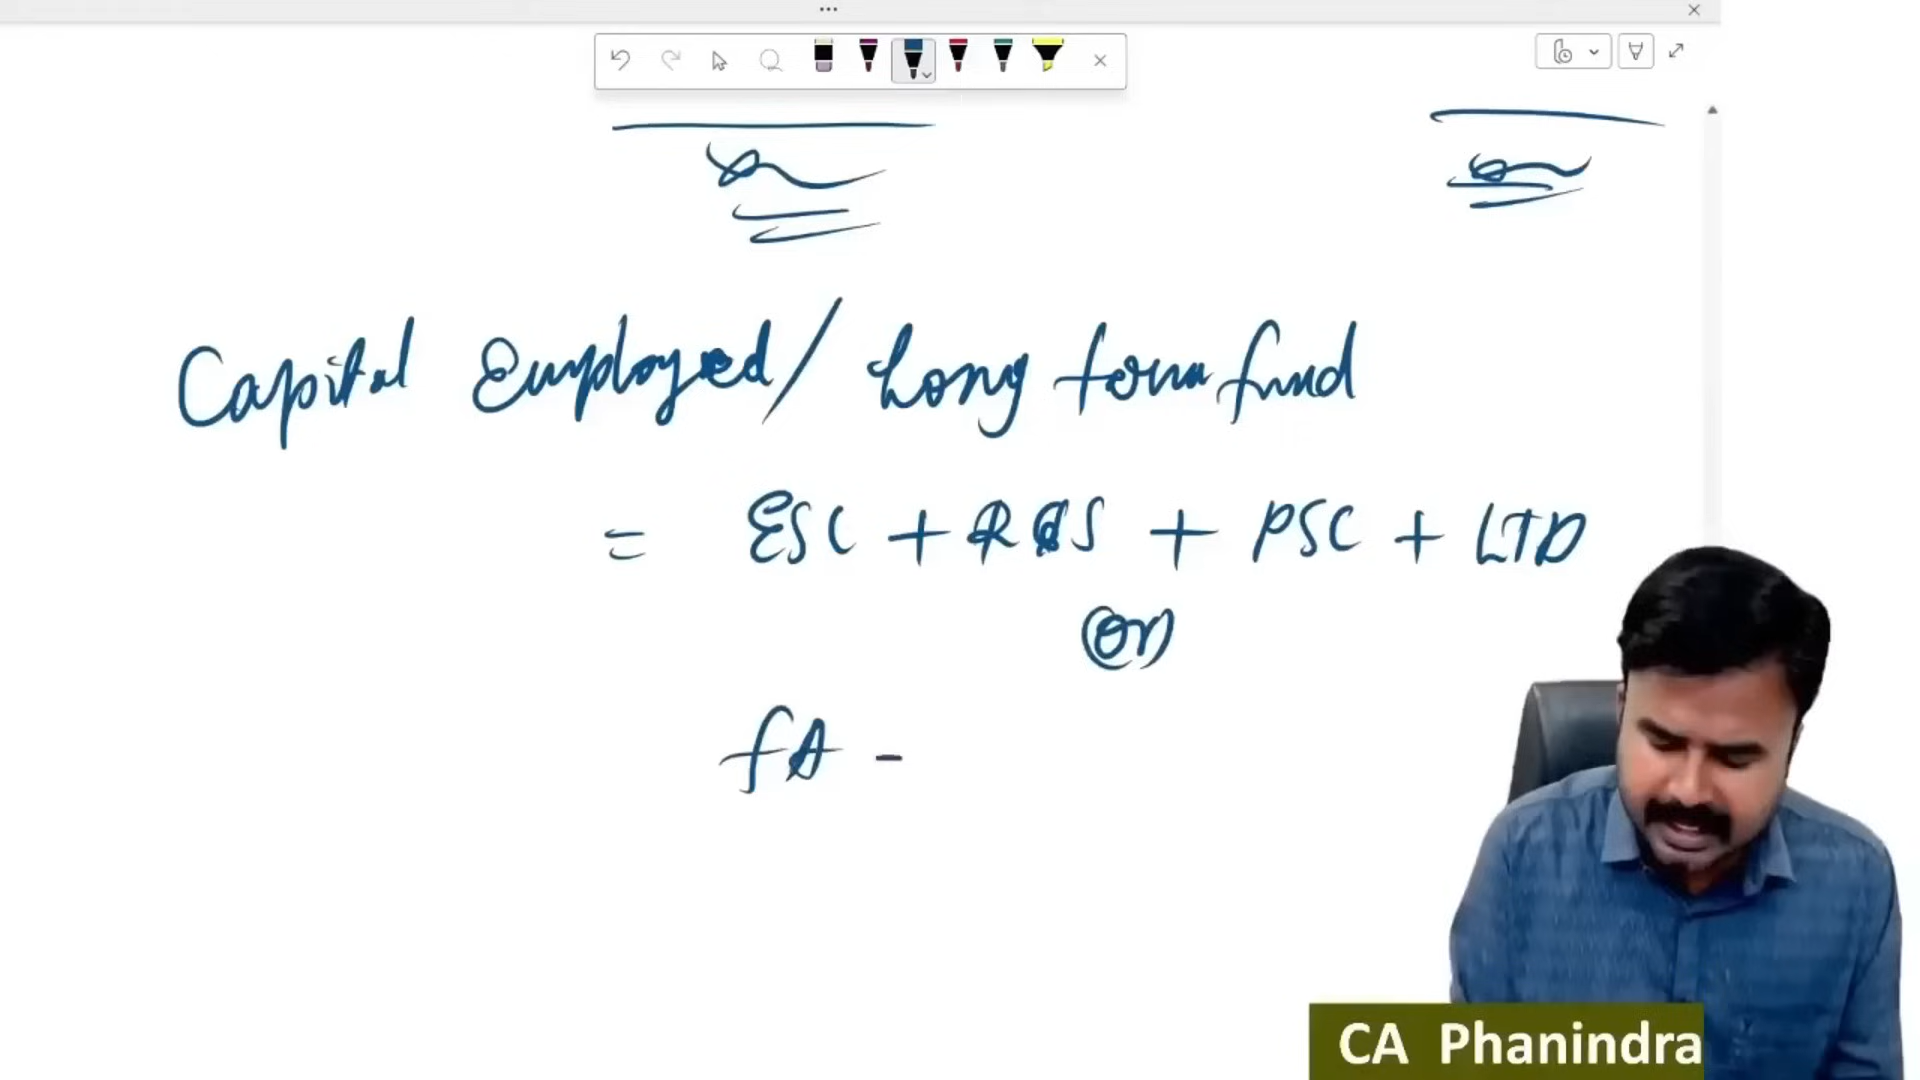 Capital Employed/ Long term fund
= ESC + R&S + PSC + LTD
(or)
FA -
CA Phanindra